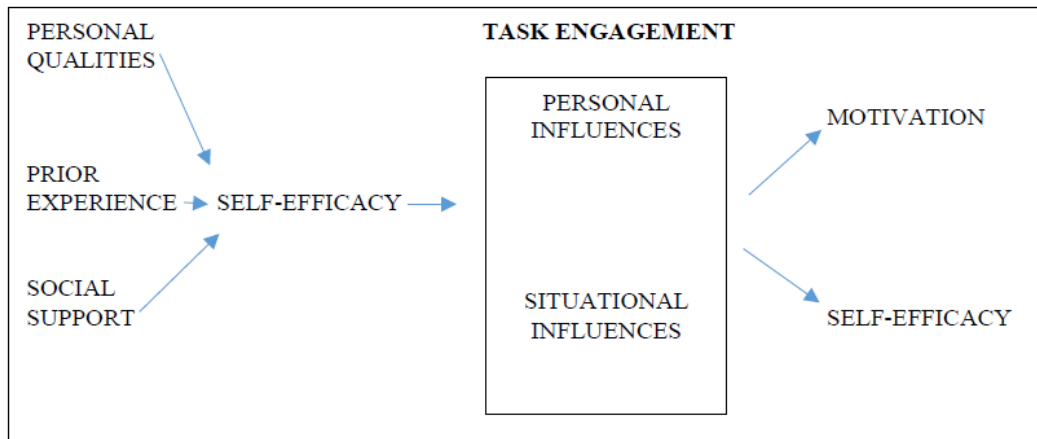 PERSONAL
QUALITIES
PRIOR
EXPERIENCE
SOCIAL
SUPPORT
SELF-EFFICACY
TASK ENGAGEMENT
PERSONAL
INFLUENCES
SITUATIONAL
INFLUENCES
MOTIVATION
SELF-EFFICACY